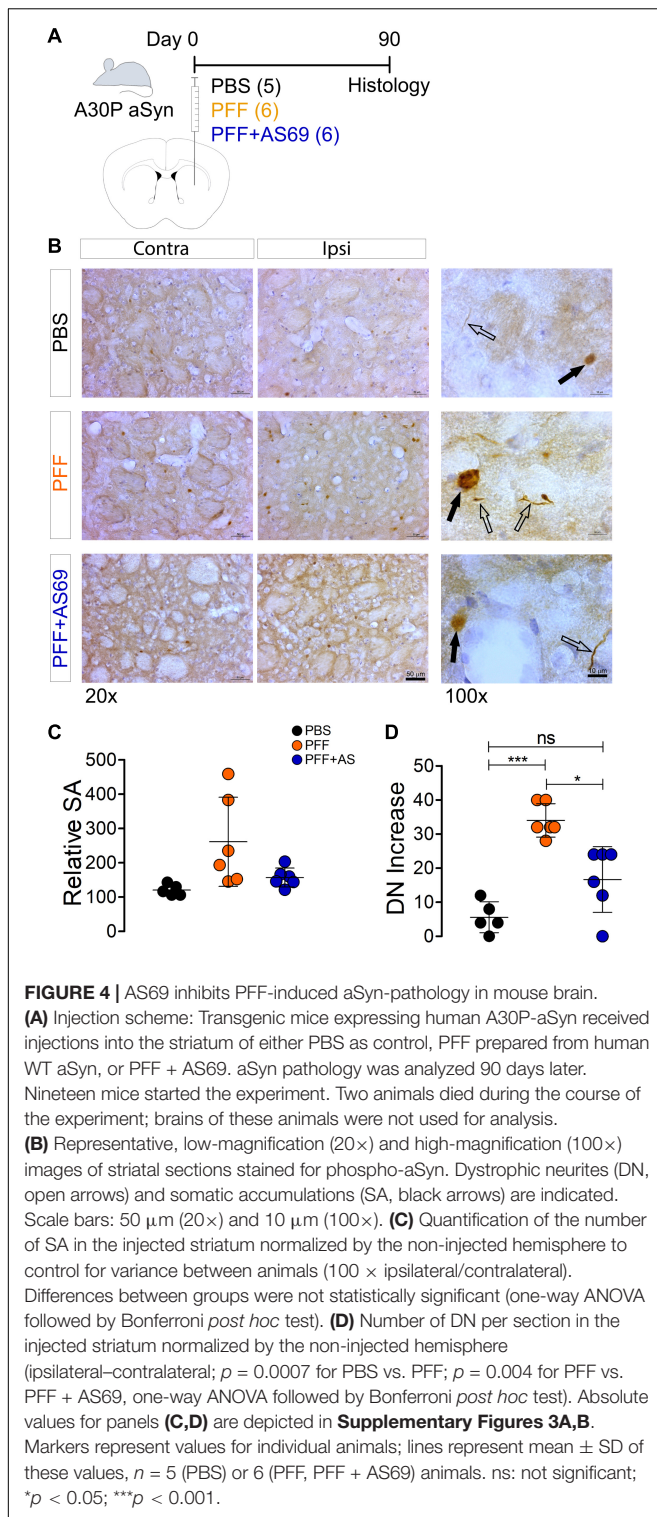 A
Day 0
90
PBS (5)
Histology
A30P aSyn
PFF (6)
PFF+AS69 (6)
B
Contra
Ipsi
PBS
PFF
PFF+AS69
50 µm
10 µm
20x
100x
C
PBS
PFF
PFF+AS
Relative SA
500
400
300
200
100
0
D
ns
***
*
DN Increase
50
40
30
20
10
0
FIGURE 4 | AS69 inhibits PFF-induced aSyn-pathology in mouse brain.
(A) Injection scheme: Transgenic mice expressing human A30P-aSyn received
injections into the striatum of either PBS as control, PFF prepared from human
WT aSyn, or PFF + AS69. aSyn pathology was analyzed 90 days later.
Nineteen mice started the experiment. Two animals died during the course of
the experiment; brains of these animals were not used for analysis.
(B) Representative, low-magnification (20×) and high-magnification (100×)
images of striatal sections stained for phospho-aSyn. Dystrophic neurites (DN,
open arrows) and somatic accumulations (SA, black arrows) are indicated.
Scale bars: 50 µm (20×) and 10 µm (100×). (C) Quantification of the number
of SA in the injected striatum normalized by the non-injected hemisphere to
control for variance between animals (100 × ipsilateral/contralateral).
Differences between groups were not statistically significant (one-way ANOVA
followed by Bonferroni post hoc test). (D) Number of DN per section in the
injected striatum normalized by the non-injected hemisphere
(ipsilateral–contralateral; p = 0.0007 for PBS vs. PFF; p = 0.004 for PFF vs.
PFF + AS69, one-way ANOVA followed by Bonferroni post hoc test). Absolute
values for panels (C,D) are depicted in Supplementary Figures 3A,B.
Markers represent values for individual animals; lines represent mean ± SD of
these values, n = 5 (PBS) or 6 (PFF, PFF + AS69) animals. ns: not significant;
*p < 0.05; ***p < 0.001.